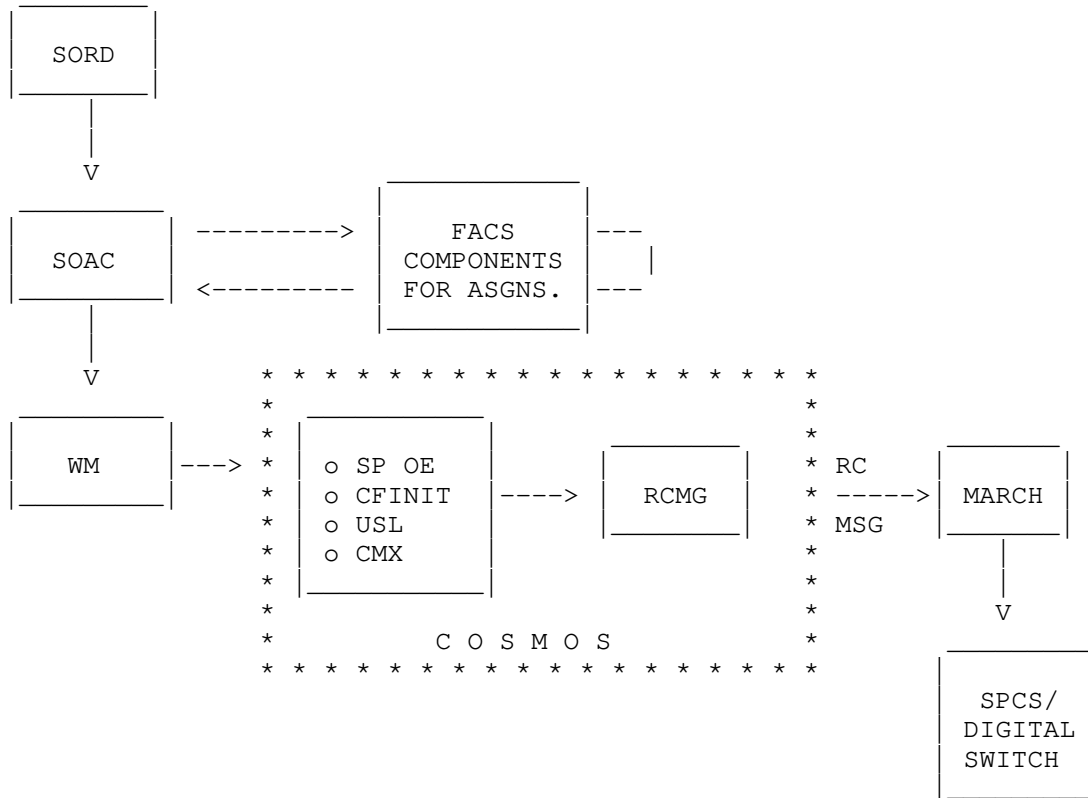 SORD
V
FACS
SOAC
COMPONENTS
FOR ASGNS.
V
WM
o SP OE
o CFINIT
o USL
o CMX
RCMG
RC
MSG
MARCH
V
C O S M O S
SPCS/
DIGITAL
SWITCH